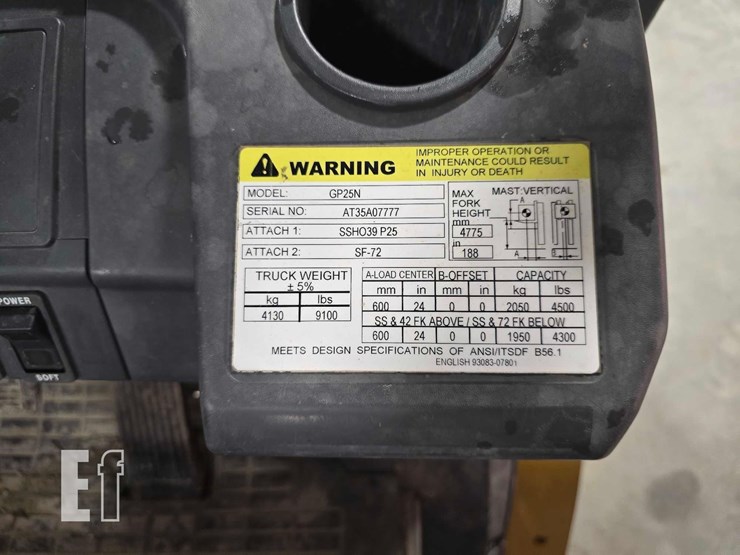 WARNING
IMPROPER OPERATION OR
MAINTENANCE COULD RESULT
IN INJURY OR DEATH
MODEL: GP25N
SERIAL NO: AT35A07777
ATTACH 1: SSHO39 P25
ATTACH 2: SF-72
MAX
FORK
HEIGHT
mm
4775
in
188
MAST:VERTICAL
A
A
B
TRUCK WEIGHT
± 5%
kg lbs
4130 9100
A-LOAD CENTER B-OFFSET CAPACITY
mm in mm in kg lbs
600 24 0 0 2050 4500
SS & 42 FK ABOVE / SS & 72 FK BELOW
600 24 0 0 1950 4300
MEETS DESIGN SPECIFICATIONS OF ANSI/ITSDF B56.1
ENGLISH 93083-07801
POWER
SOFT
Ef